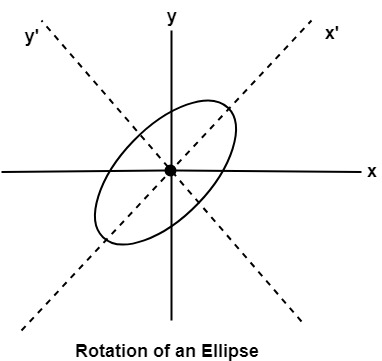 y
y'
x'
x
Rotation of an Ellipse